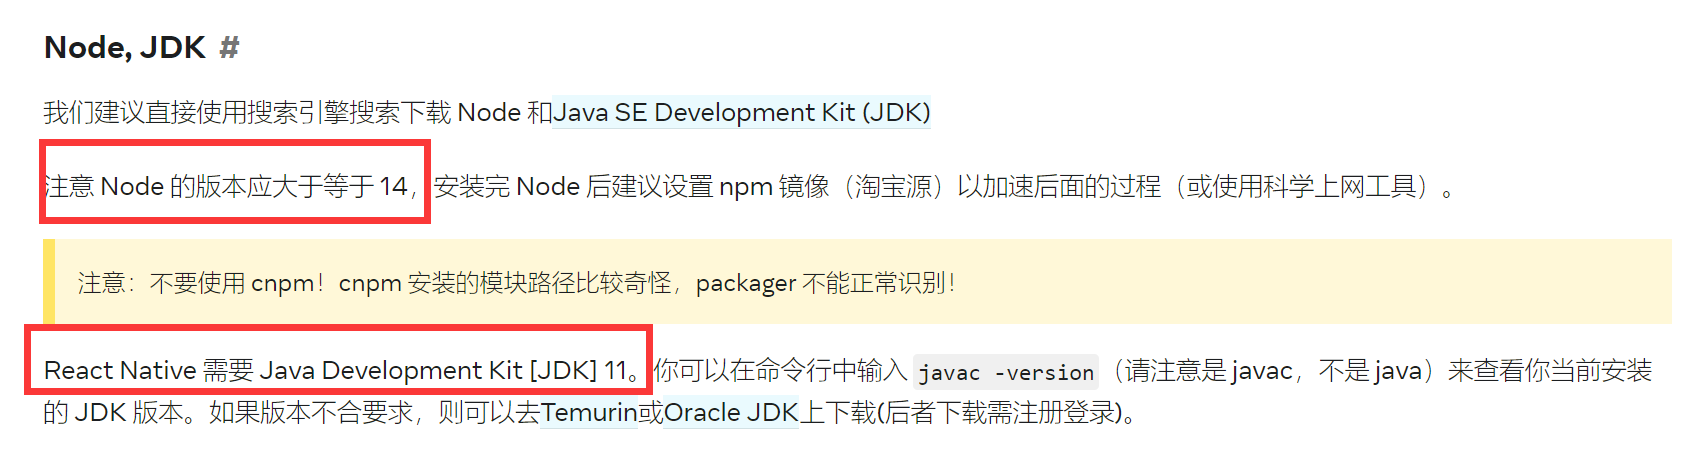 Node, JDK #
我们建议直接使用搜索引擎搜索下载 Node 和Java SE Development Kit (JDK)
注意 Node 的版本应大于等于 14，安装完 Node 后建议设置 npm 镜像（淘宝源）以加速后面的过程（或使用科学上网工具）。
注意：不要使用 cnpm！cnpm 安装的模块路径比较奇怪，packager 不能正常识别！
React Native 需要 Java Development Kit [JDK] 11。你可以在命令行中输入 javac -version（请注意是 javac，不是 java）来查看你当前安装
的 JDK 版本。如果版本不合要求，则可以去Temurin或Oracle JDK上下载(后者下载需注册登录)。